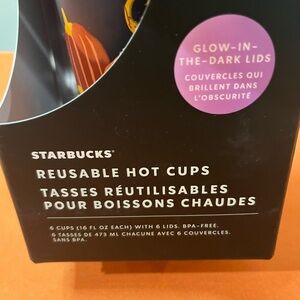 GLOW-IN-
THE-DARK LIDS
COUVERCLES QUI
BRILLENT DANS
L'OBSCURITÉ
STARBUCKS®
REUSABLE HOT CUPS
TASSES RÉUTILISABLES
POUR BOISSONS CHAUDES
6 CUPS (16 FL OZ EACH) WITH 6 LIDS. BPA-FREE.
6 TASSES DE 473 ML CHACUNE AVEC 6 COUVERCLES.
SANS BPA.